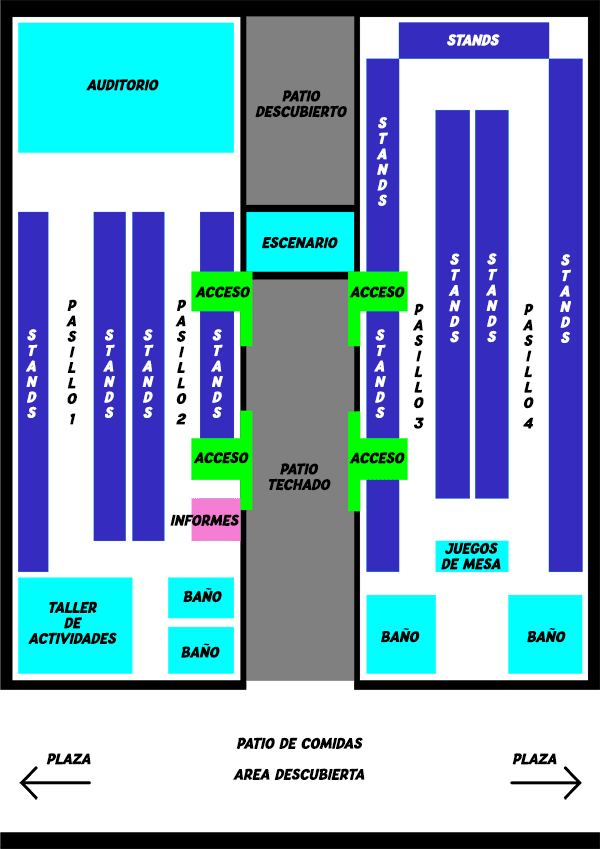 STANDS
AUDITORIO
PATIO
DESCUBIERTO
STANDS
ESCENARIO
ACCESO
ACCESO
STANDS
PASILLO 1
STANDS
STANDS
PASILLO 2
STANDS
STANDS
PASILLO 3
STANDS
STANDS
PASILLO 4
STANDS
ACCESO
ACCESO
PATIO
TECHADO
INFORMES
JUEGOS
DE MESA
TALLER
DE
ACTIVIDADES
BAÑO
BAÑO
BAÑO
BAÑO
PATIO DE COMIDAS
AREA DESCUBIERTA
PLAZA
PLAZA